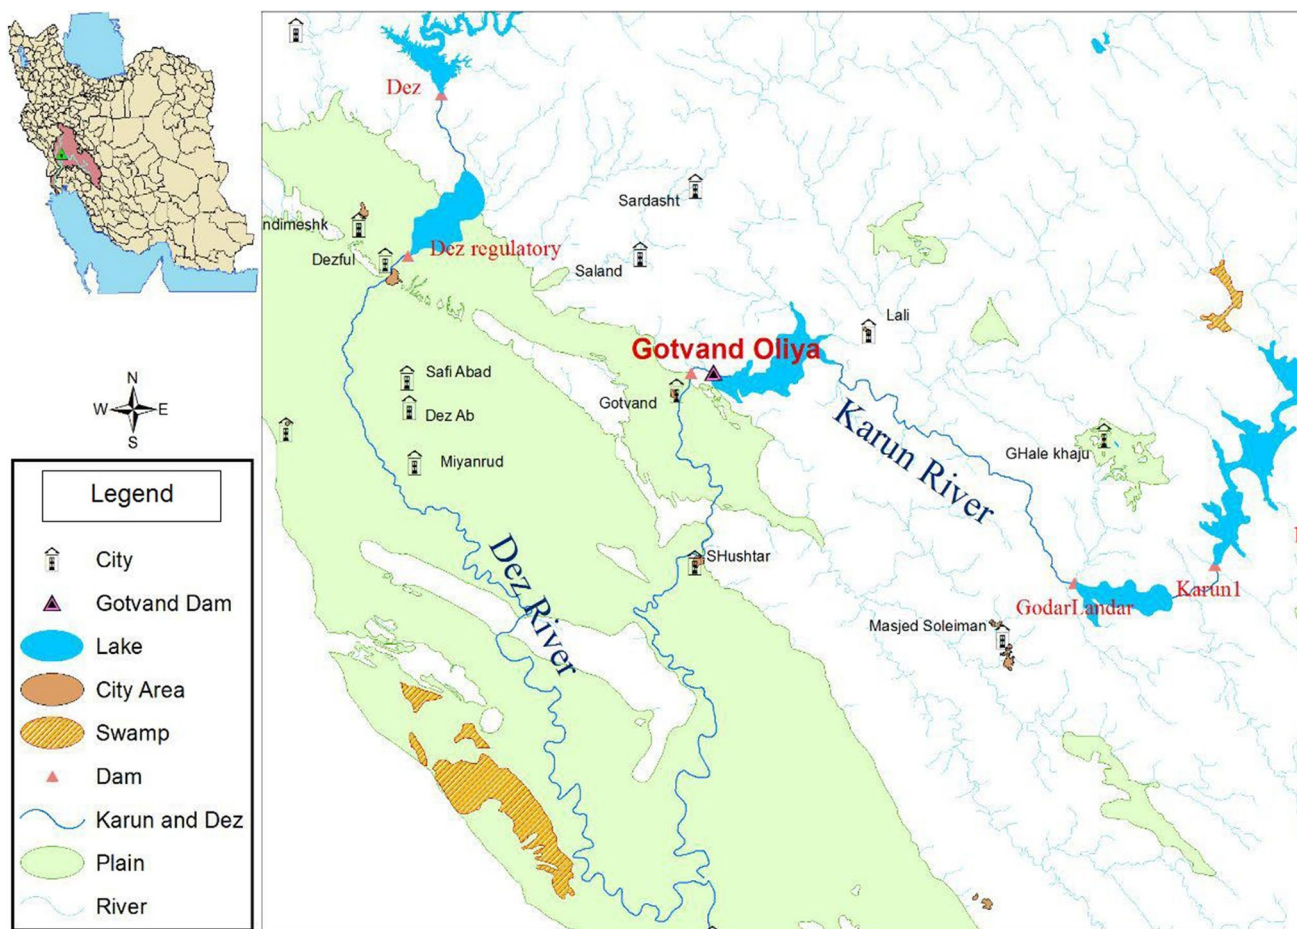 Dez
Sardasht
ndimeshk
Dez regulatory
Dezful
Saland
Lali
Gotvand Oliya
Safi Abad
Gotvand
Dez Ab
Karun River
GHale khaju
Miyanrud
Dez River
SHushtar
Karun1
GodarLandar
Masjed Soleiman
N
W
E
S
Legend
City
Gotvand Dam
Lake
City Area
Swamp
Dam
Karun and Dez
Plain
River